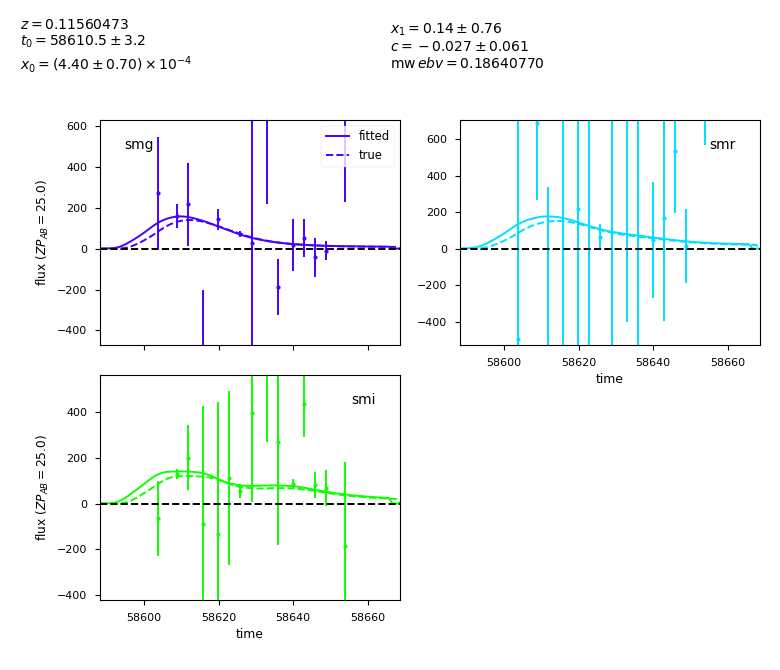 z = 0.11560473
t₀ = 58610.5 ± 3.2
x₀ = (4.40 ± 0.70) × 10⁻⁴
x₁ = 0.14 ± 0.76
c = −0.027 ± 0.061
mw ebv = 0.18640770
smg
fitted
true
600
400
200
0
−200
−400
flux (ZP_AB = 25.0)
smr
600
400
200
0
−200
−400
58600 58620 58640 58660
time
smi
400
200
0
−200
−400
flux (ZP_AB = 25.0)
58600 58620 58640 58660
time